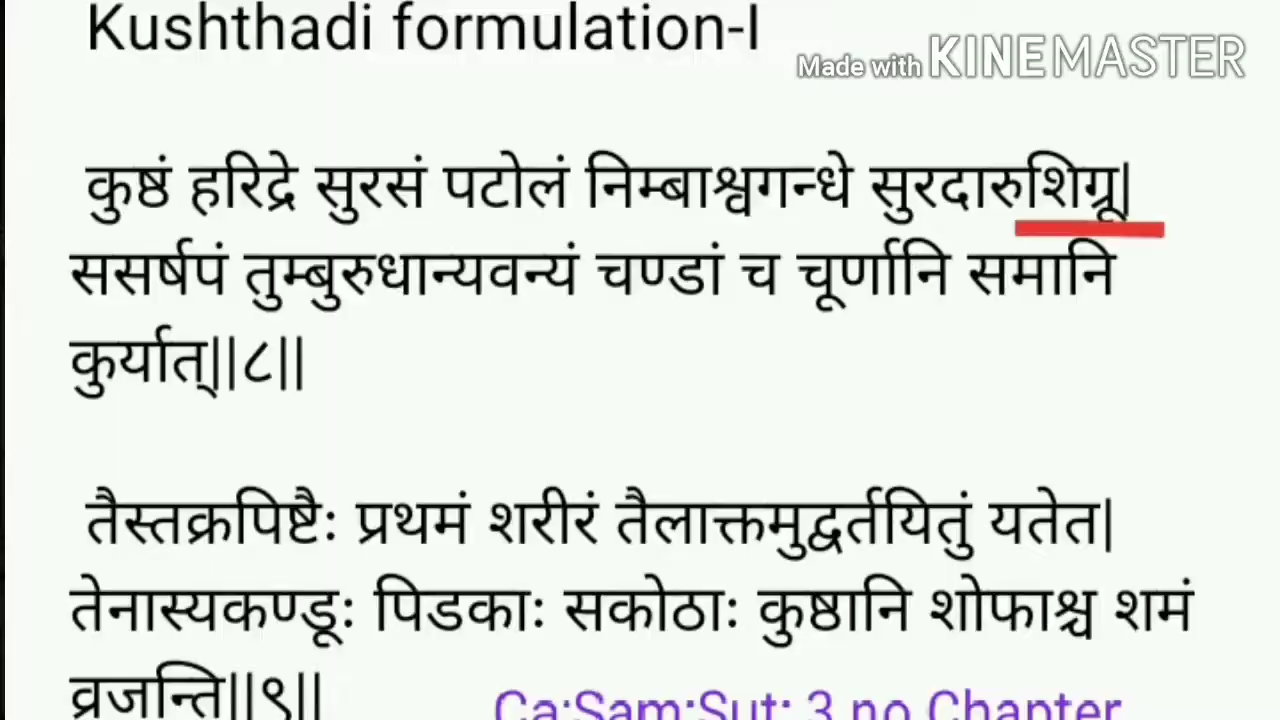 Kushthadi formulation-I
Made with KINEMASTER
कुष्ठं हरिद्रे सुरसं पटोलं निम्बाश्वगन्धे सुरदारुशिग्रू|
ससर्षपं तुम्बुरुधान्यवन्यं चण्डां च चूर्णानि समानि
कुर्यात्||८||
तैस्तक्रपिष्टैः प्रथमं शरीरं तैलाक्तमुद्वर्तयितुं यतेत|
तेनास्यकण्डूः पिडकाः सकोठाः कुष्ठानि शोफाश्च शमं
व्रजन्ति||९||
Ca:Sam:Sut: 3 no Chapter